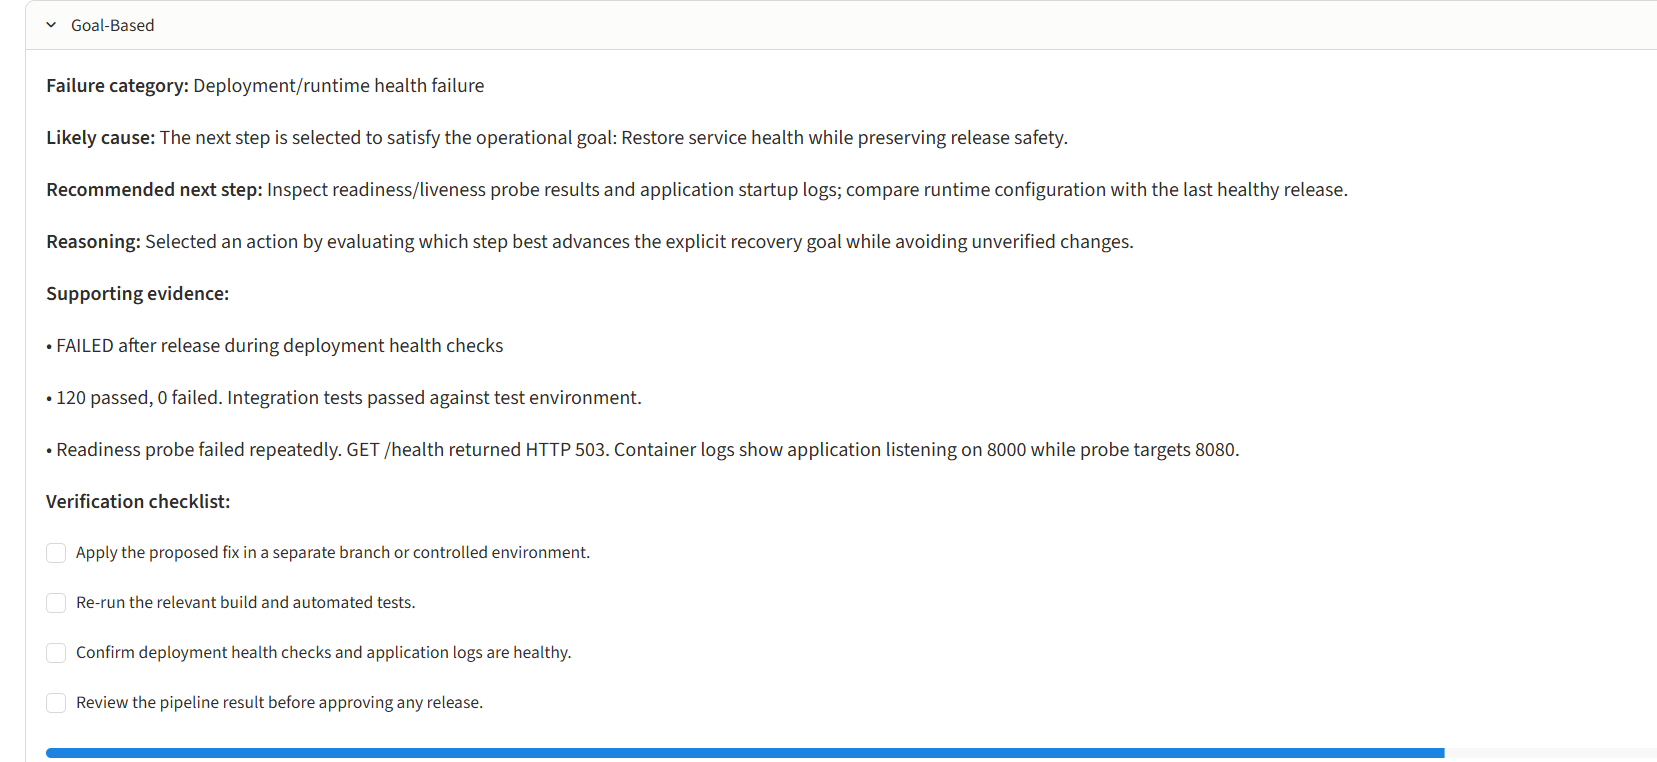 Goal-Based
Failure category: Deployment/runtime health failure
Likely cause: The next step is selected to satisfy the operational goal: Restore service health while preserving release safety.
Recommended next step: Inspect readiness/liveness probe results and application startup logs; compare runtime configuration with the last healthy release.
Reasoning: Selected an action by evaluating which step best advances the explicit recovery goal while avoiding unverified changes.
Supporting evidence:
• FAILED after release during deployment health checks
• 120 passed, 0 failed. Integration tests passed against test environment.
• Readiness probe failed repeatedly. GET /health returned HTTP 503. Container logs show application listening on 8000 while probe targets 8080.
Verification checklist:
Apply the proposed fix in a separate branch or controlled environment.
Re-run the relevant build and automated tests.
Confirm deployment health checks and application logs are healthy.
Review the pipeline result before approving any release.